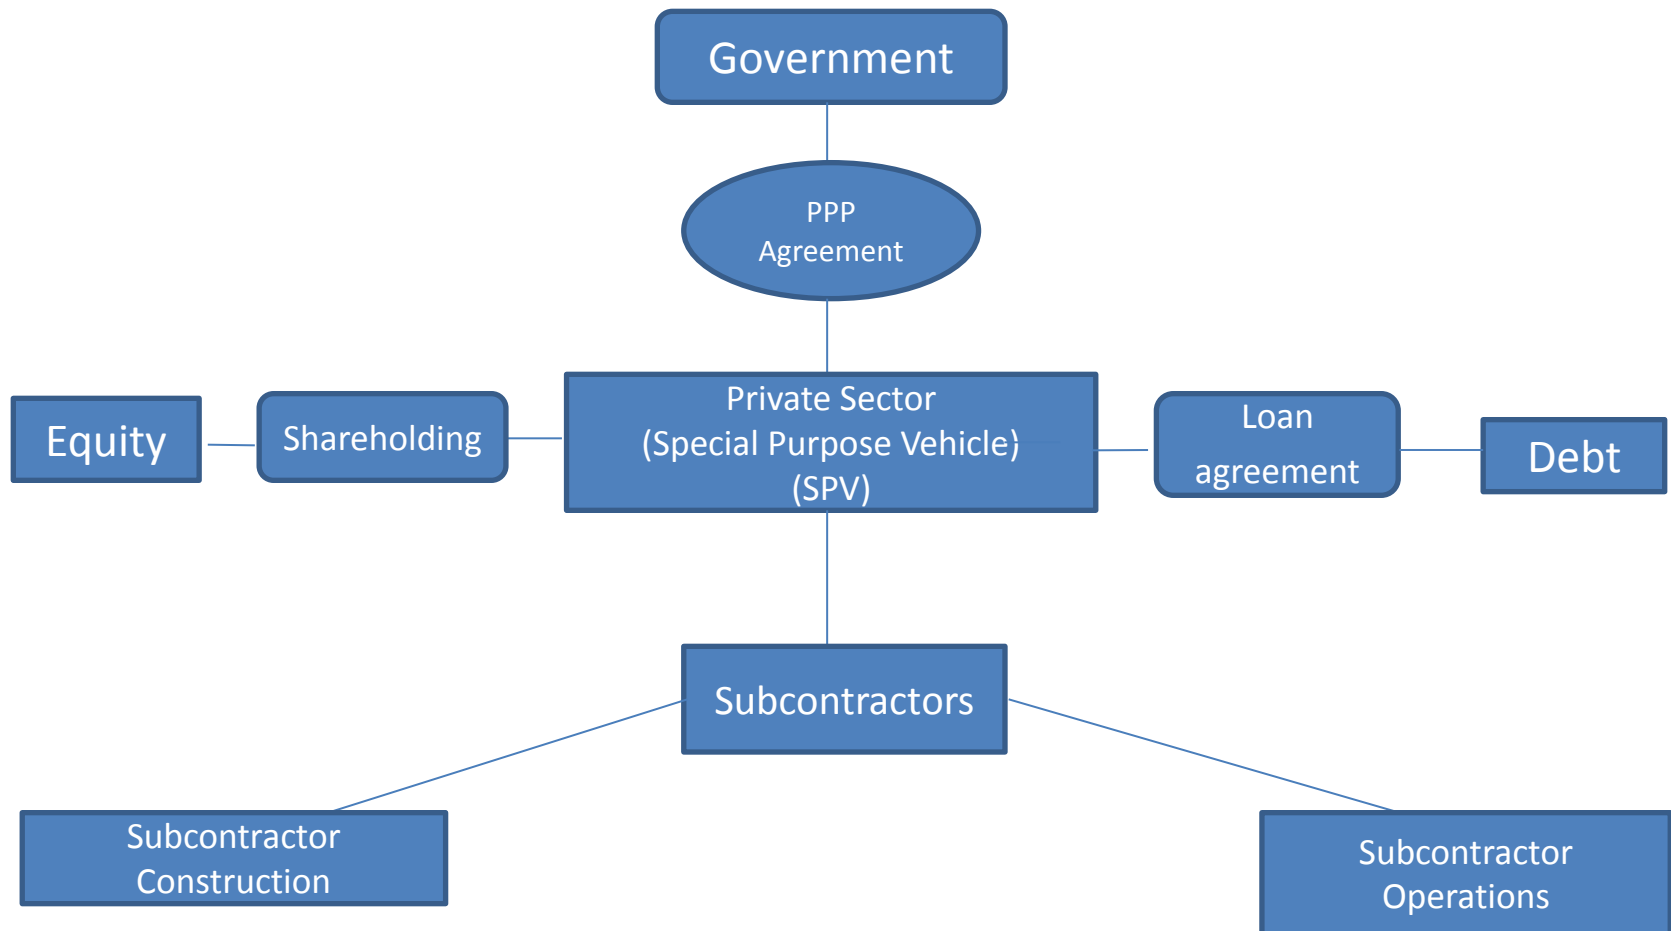 Government
PPP
Agreement
Equity
Shareholding
Private Sector
(Special Purpose Vehicle)
(SPV)
Loan
agreement
Debt
Subcontractors
Subcontractor
Construction
Subcontractor
Operations